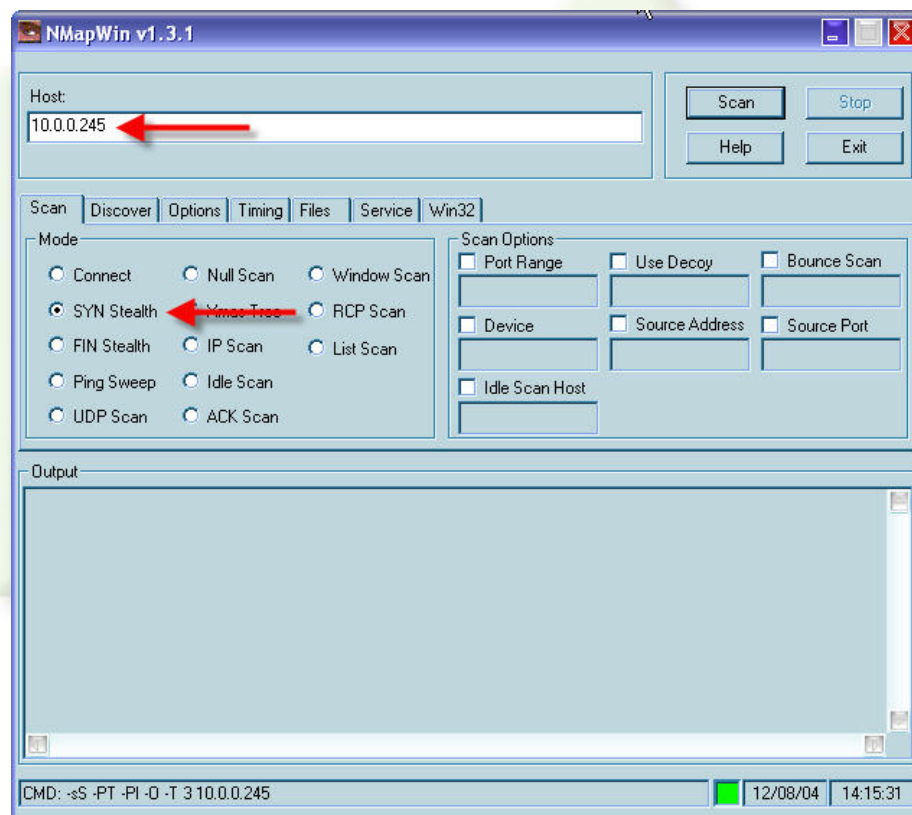 NMapWin v1.3.1
Host:
10.0.0.245
Scan Stop
Help Exit
Scan Discover Options Timing Files Service Win32
Mode
Connect Null Scan Window Scan
SYN Stealth Xmas Tree RCP Scan
FIN Stealth IP Scan List Scan
Ping Sweep Idle Scan
UDP Scan ACK Scan
Scan Options
Port Range Use Decoy Bounce Scan
Device Source Address Source Port
Idle Scan Host
Output
CMD: -sS -PT -PI -O -T 3 10.0.0.245 12/08/04 14:15:31